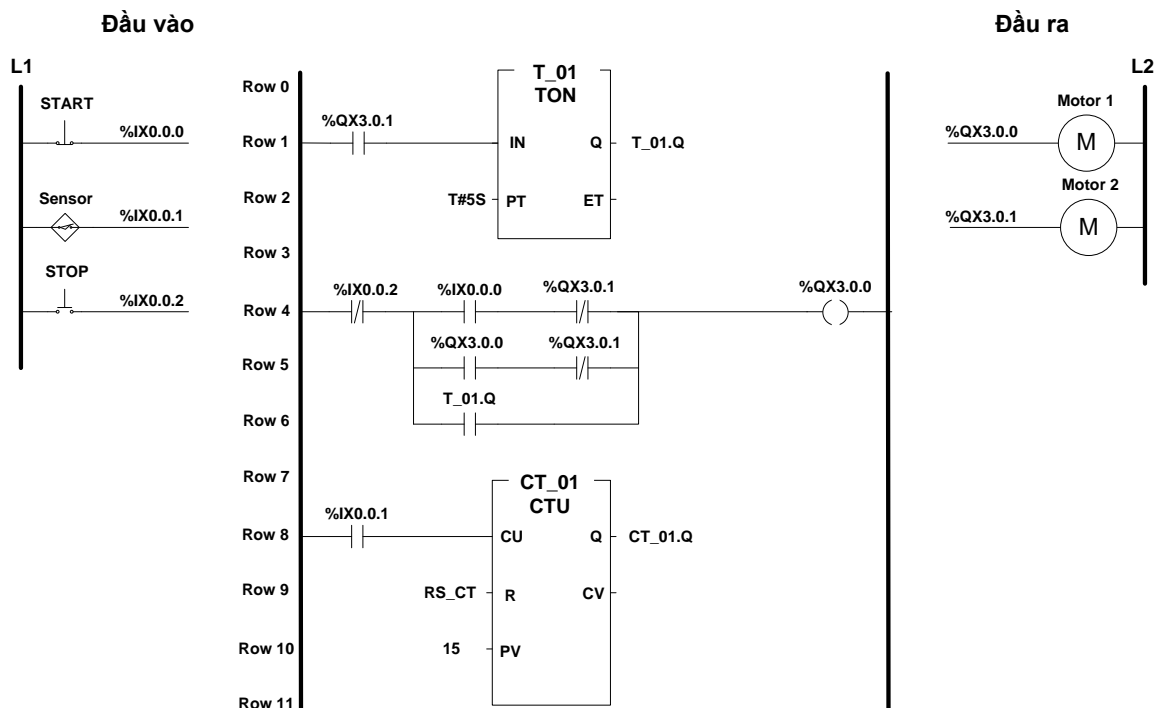 Đầu vào
Đầu ra
L1
L2
START
%IX0.0.0
Sensor
%IX0.0.1
STOP
%IX0.0.2
Row 0
T_01
TON
Row 1
%QX3.0.1
IN
Q
T_01.Q
Row 2
T#5S
PT
ET
Row 3
Row 4
%IX0.0.2
%IX0.0.0
%QX3.0.1
%QX3.0.0
Row 5
%QX3.0.0
%QX3.0.1
Row 6
T_01.Q
Row 7
CT_01
CTU
Row 8
%IX0.0.1
CU
Q
CT_01.Q
Row 9
RS_CT
R
CV
Row 10
15
PV
Row 11
Motor 1
%QX3.0.0
M
Motor 2
%QX3.0.1
M